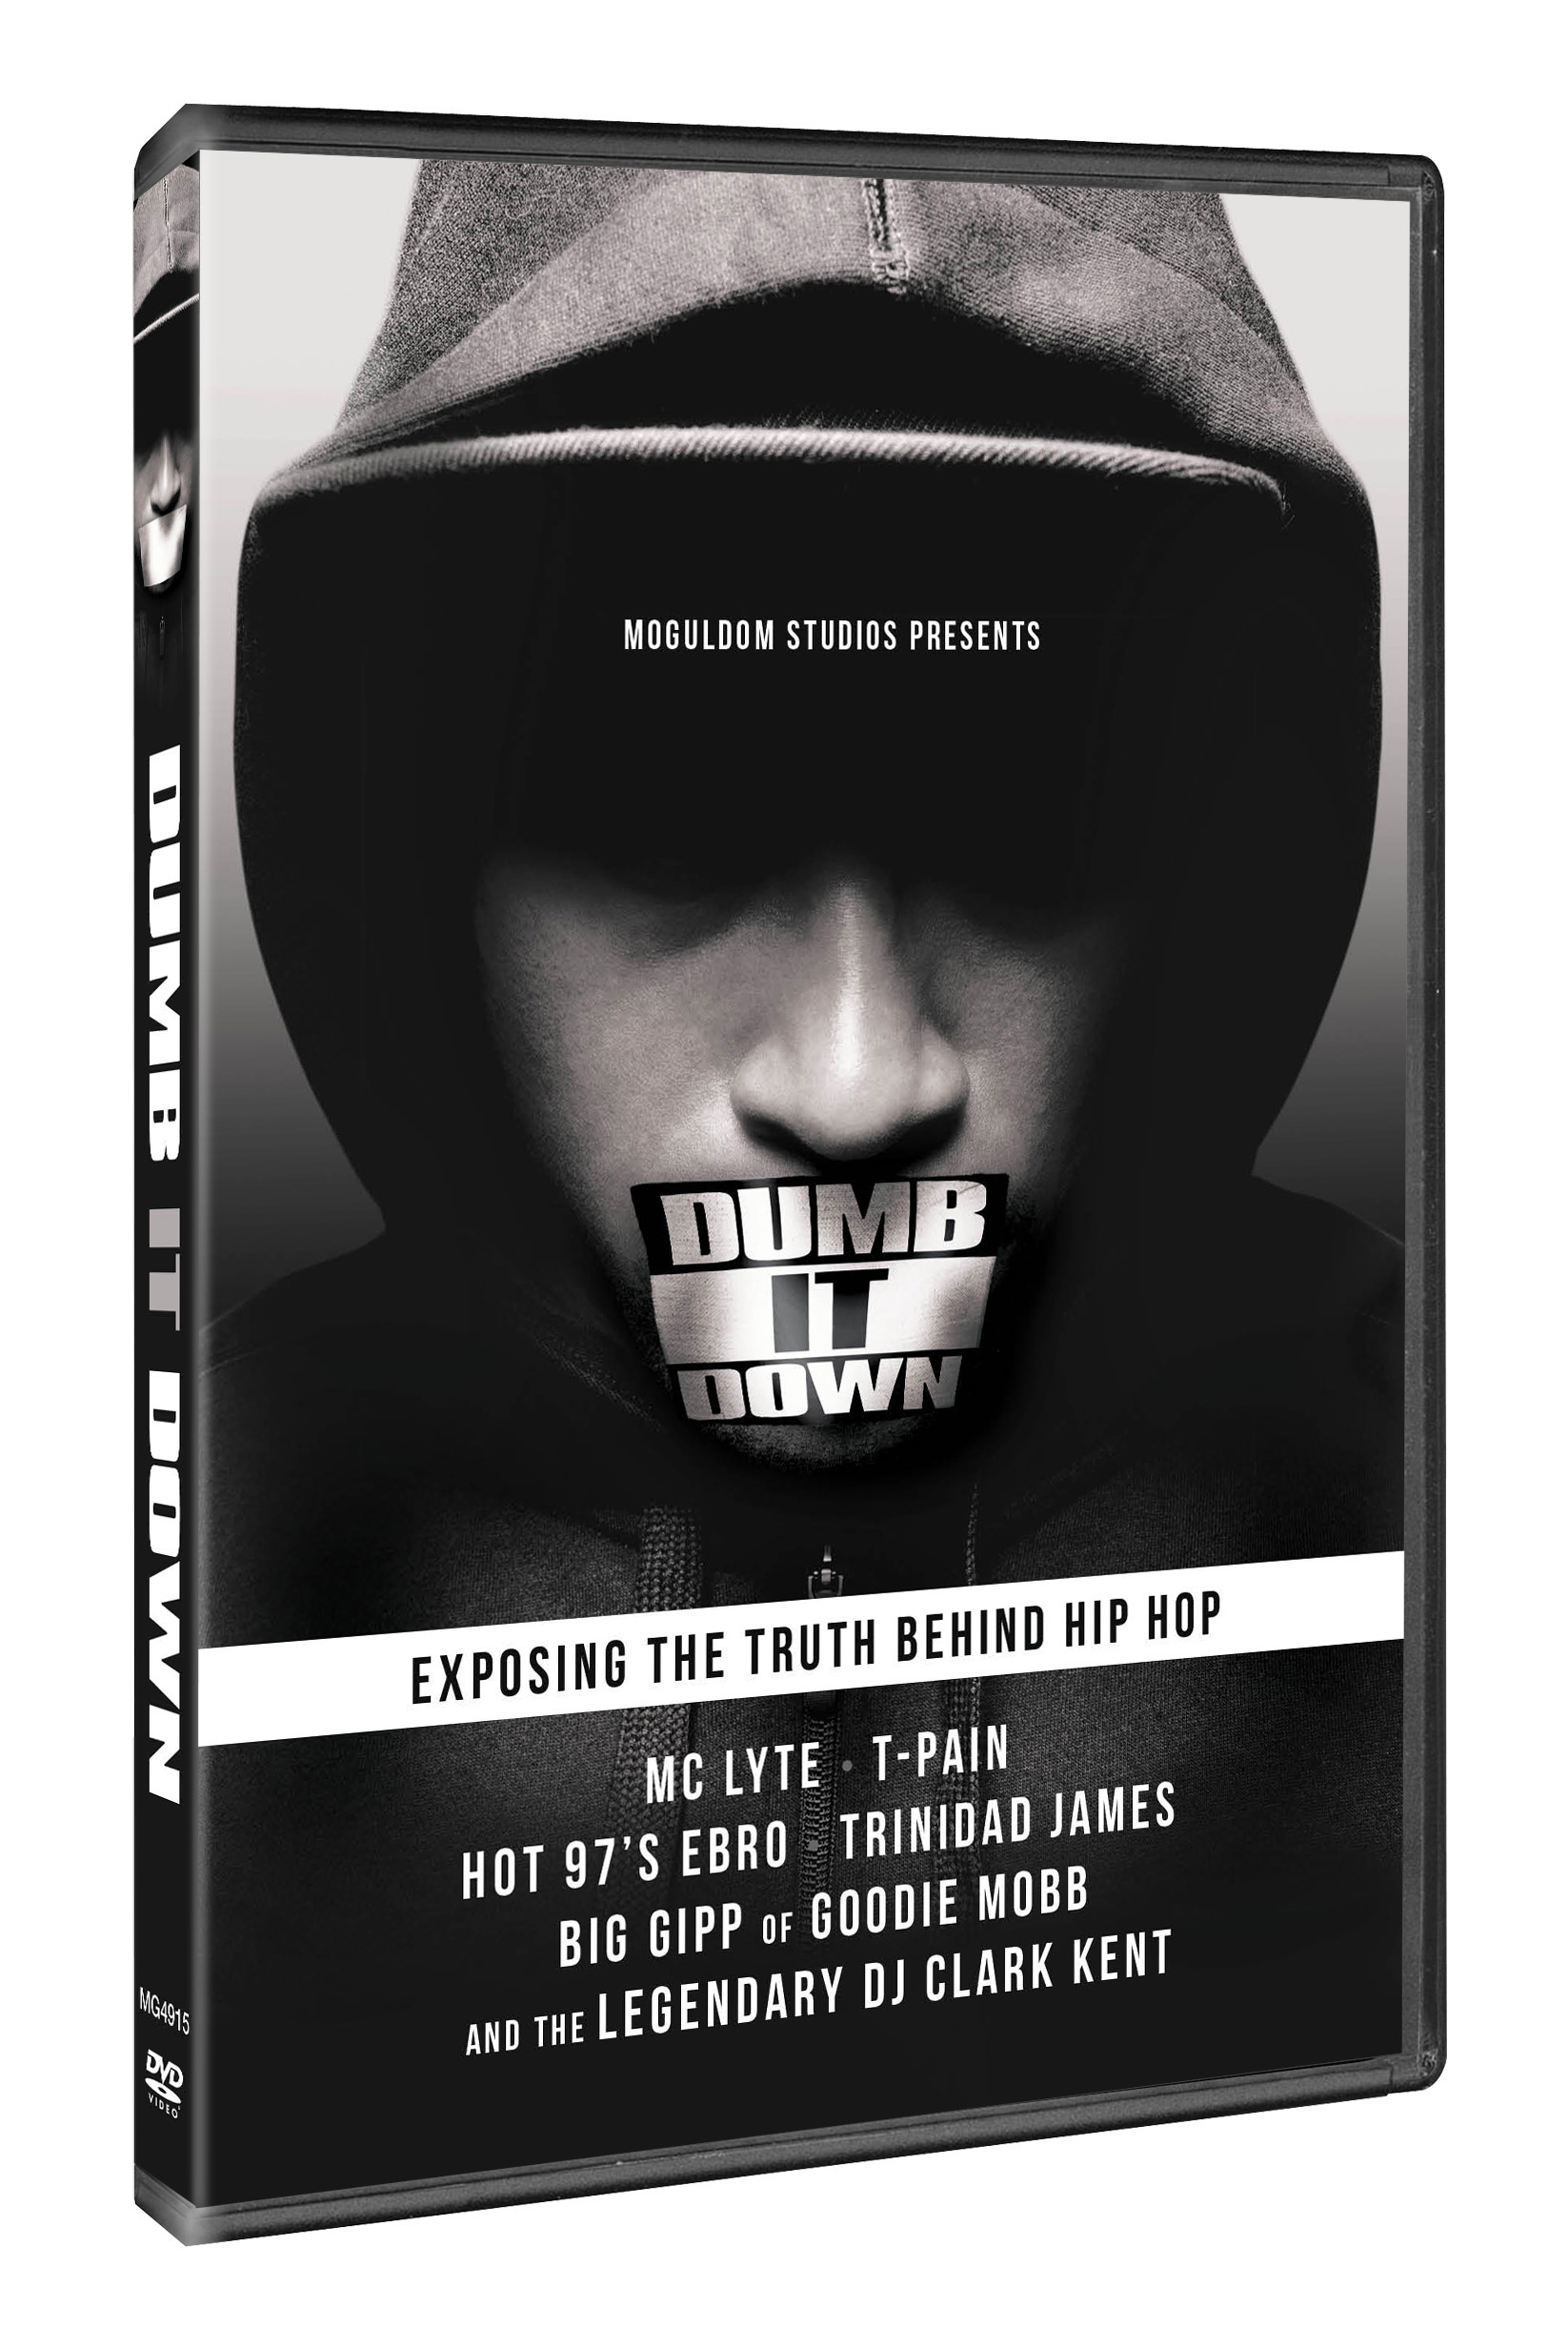 MOGULDOM STUDIOS PRESENTS
DUMB
IT
DOWN
EXPOSING THE TRUTH BEHIND HIP HOP
MC LYTE • T-PAIN
HOT 97'S EBRO • TRINIDAD JAMES
BIG GIPP OF GOODIE MOBB
AND THE LEGENDARY DJ CLARK KENT
DUMB IT DOWN
MG4915
DVD
VIDEO